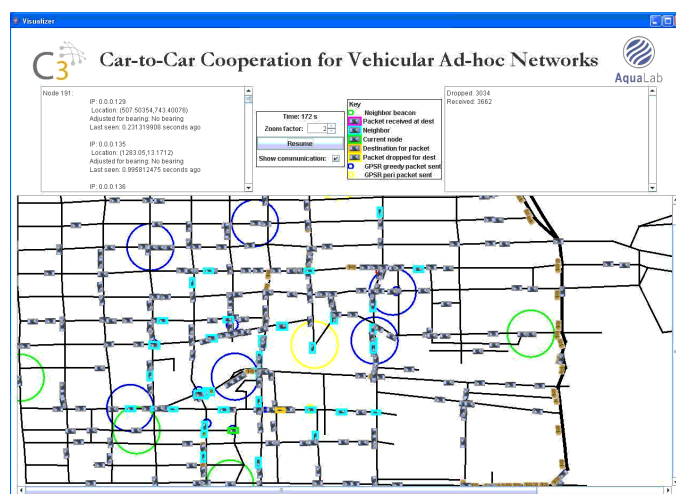 Visualizer
C3
Car-to-Car Cooperation for Vehicular Ad-hoc Networks
AquaLab
Node 191:
IP: 0.0.0.129
Location: (507.50354,743.40076)
Adjusted for bearing: No bearing
Last seen: 0.231319908 seconds ago
IP: 0.0.0.135
Location: (1283.05,13.1712)
Adjusted for bearing: No bearing
Last seen: 0.995812475 seconds ago
IP: 0.0.0.136
Time: 172 s
Zoom factor: 2
Resume
Show communication:
Key
Neighbor beacon
Packet received at dest
Neighbor
Current node
Destination for packet
Packet dropped for dest
GPSR greedy packet sent
GPSR peri packet sent
Dropped: 3034
Received: 3662